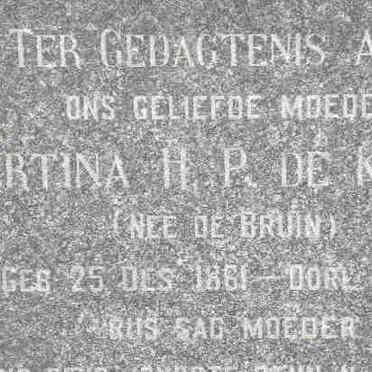 TER GEDAGTENIS A
ONS GELIEFDE MOEDE
RTINA H. P. DE K
(NEE DE BRUIN)
GEB 25 DES 1861 — OORL
RUS SAG MOEDER